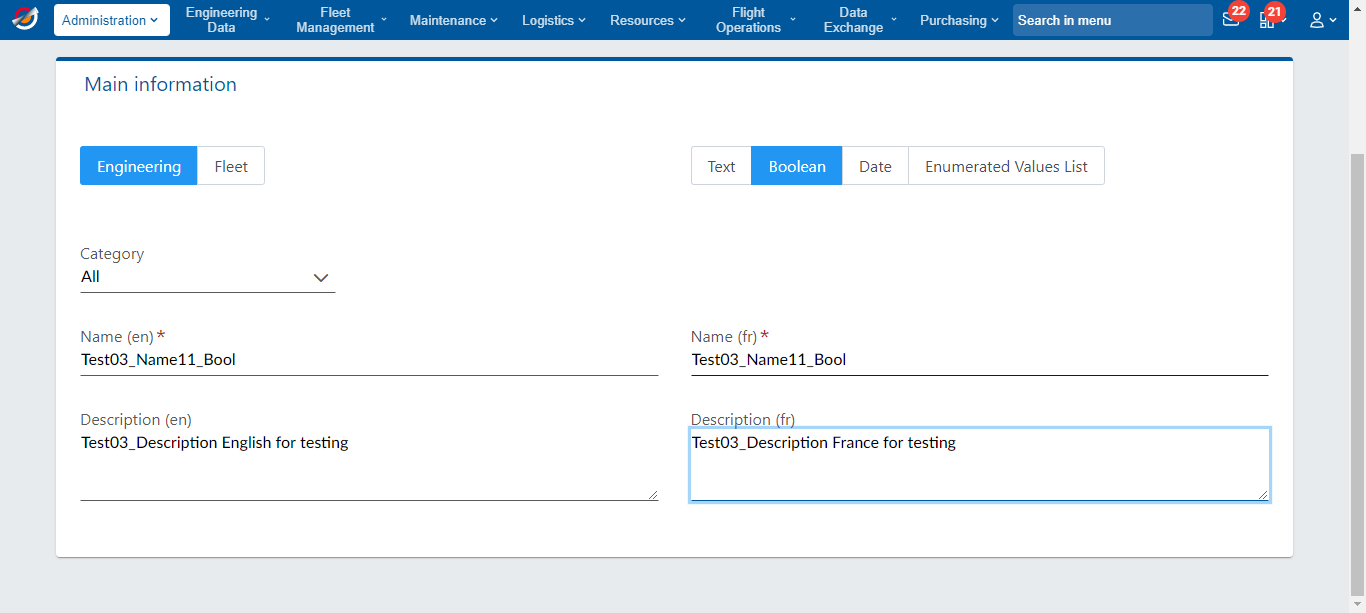 Administration
Engineering
Data
Fleet
Management
Maintenance
Logistics
Resources
Flight
Operations
Data
Exchange
Purchasing
Search in menu
22
21
Main information
Engineering Fleet
Text Boolean Date Enumerated Values List
Category
All
Name (en) *
Test03_Name11_Bool
Name (fr) *
Test03_Name11_Bool
Description (en)
Test03_Description English for testing
Description (fr)
Test03_Description France for testing